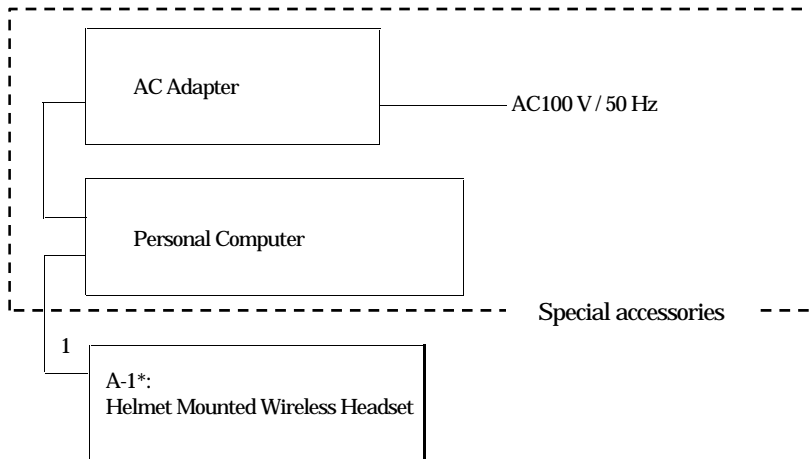 AC Adapter
AC100 V / 50 Hz
Personal Computer
Special accessories
1
A-1*:
Helmet Mounted Wireless Headset